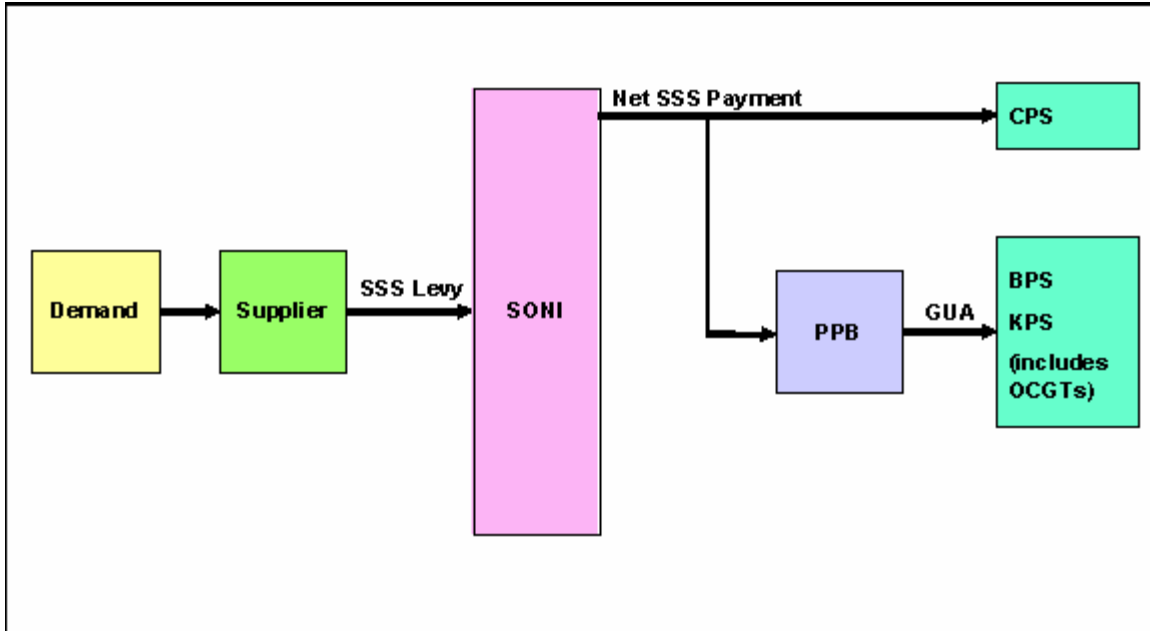 Net SSS Payment
CPS
Demand
Supplier
SSS Levy
SONI
PPB
GUA
BPS
KPS
(includes
OCGTs)